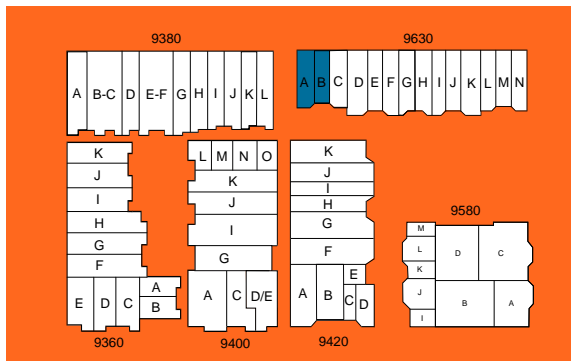 9380 9630
A B-C D E-F G H I J K L
A B C D E F G H I J K L M N
K
J
I
H
G
F
E D C A
B
9360
L M N O
K
J
I
G
A C D/E
9400
K
J
I
H
G
F
E
A B C D
9420
9580
M
L
K
J
I
D C
B A